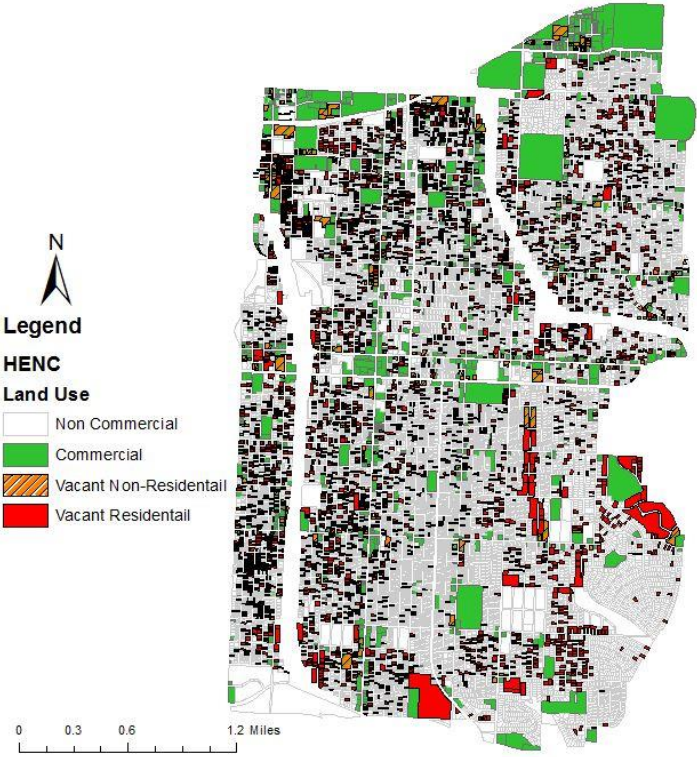 N
Legend
HENC
Land Use
Non Commercial
Commercial
Vacant Non-Residentail
Vacant Residentail
0 0.3 0.6 1.2 Miles